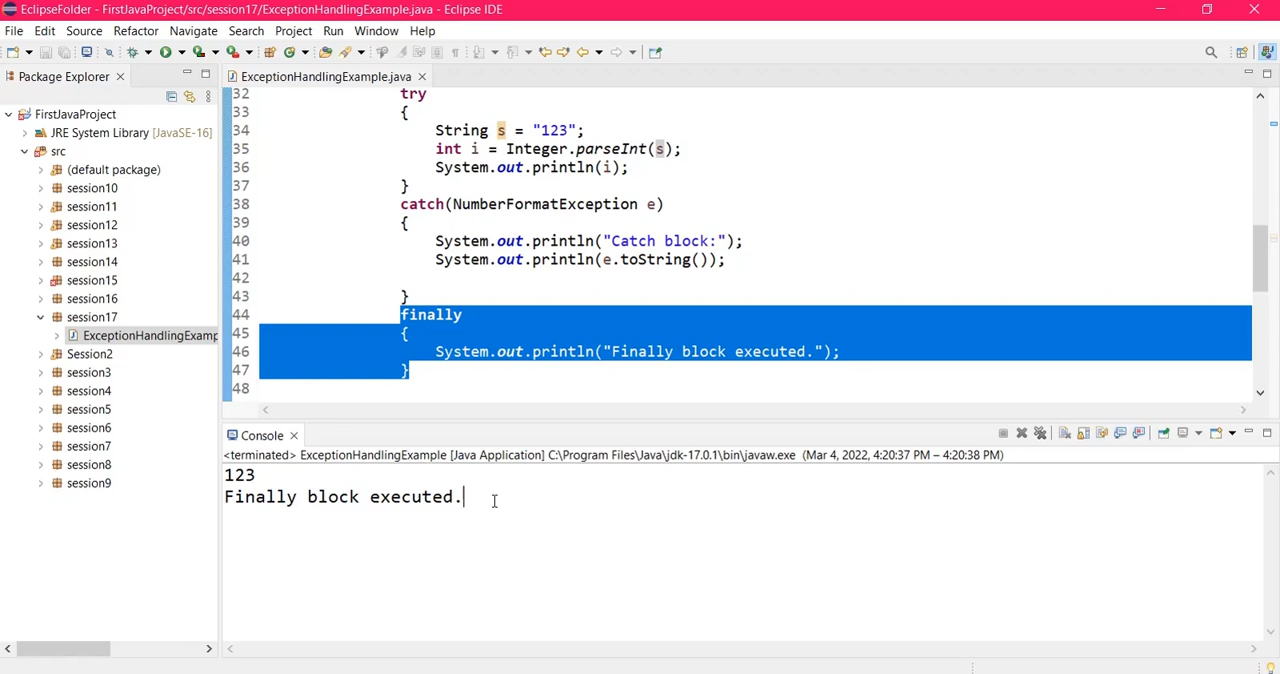 EclipseFolder - FirstJavaProject/src/session17/ExceptionHandlingExample.java - Eclipse IDE
File Edit Source Refactor Navigate Search Project Run Window Help
Package Explorer
ExceptionHandlingExample.java
FirstJavaProject
JRE System Library [JavaSE-16]
src
(default package)
session10
session11
session12
session13
session14
session15
session16
session17
ExceptionHandlingExamp
Session2
session3
session4
session5
session6
session7
session8
session9
32 try
33 {
34 String s = "123";
35 int i = Integer.parseInt(s);
36 System.out.println(i);
37 }
38 catch(NumberFormatException e)
39 {
40 System.out.println("Catch block:");
41 System.out.println(e.toString());
42
43 }
44 finally
45 {
46 System.out.println("Finally block executed.");
47 }
48
Console
<terminated> ExceptionHandlingExample [Java Application] C:\Program Files\Java\jdk-17.0.1\bin\javaw.exe (Mar 4, 2022, 4:20:37 PM – 4:20:38 PM)
123
Finally block executed.